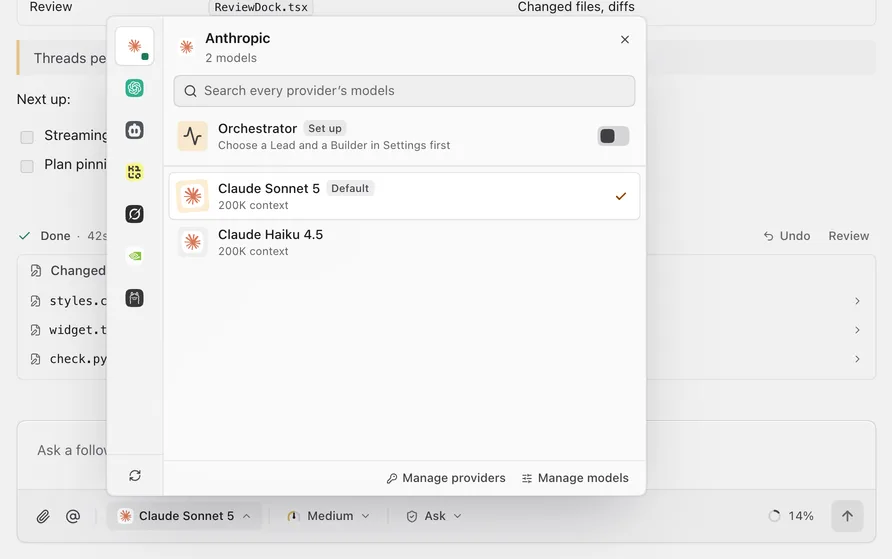 Review ReviewDock.tsx Changed files, diffs
Threads pe
Next up:
Streaming
Plan pinni
Done · 42s
Undo Review
Changed
styles.c
widget.t
check.py
Ask a follow
Anthropic
2 models
Search every provider's models
Orchestrator Set up
Choose a Lead and a Builder in Settings first
Claude Sonnet 5 Default
200K context
Claude Haiku 4.5
200K context
Manage providers Manage models
Claude Sonnet 5 Medium Ask 14%